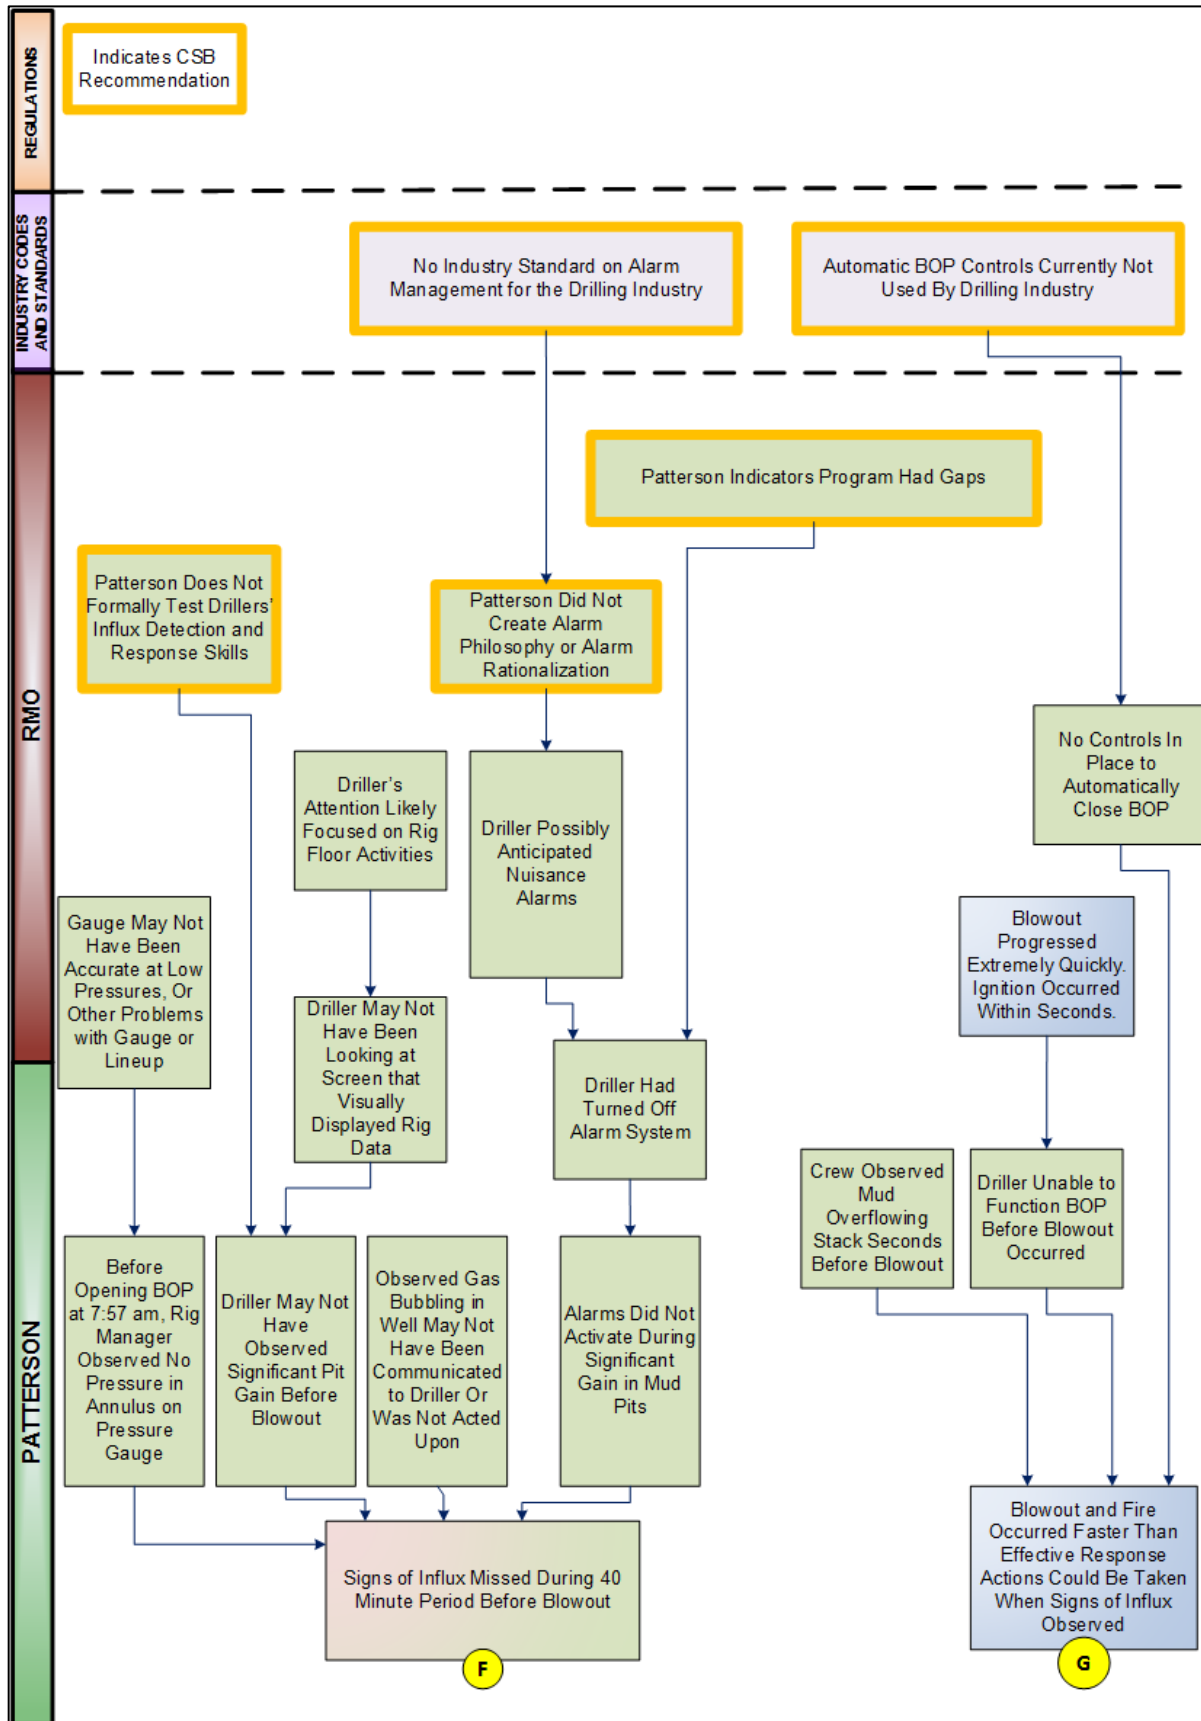 REGULATIONS
Indicates CSB
Recommendation
INDUSTRY CODES
AND STANDARDS
No Industry Standard on Alarm
Management for the Drilling Industry
Automatic BOP Controls Currently Not
Used By Drilling Industry
RMO
Patterson Indicators Program Had Gaps
Patterson Does Not
Formally Test Drillers'
Influx Detection and
Response Skills
Patterson Did Not
Create Alarm
Philosophy or Alarm
Rationalization
No Controls In
Place to
Automatically
Close BOP
Driller's
Attention Likely
Focused on Rig
Floor Activities
Driller Possibly
Anticipated
Nuisance
Alarms
Gauge May Not
Have Been
Accurate at Low
Pressures, Or
Other Problems
with Gauge or
Lineup
Blowout
Progressed
Extremely Quickly.
Ignition Occurred
Within Seconds.
Driller May Not
Have Been
Looking at
Screen that
Visually
Displayed Rig
Data
Driller Had
Turned Off
Alarm System
PATTERSON
Crew Observed
Mud
Overflowing
Stack Seconds
Before Blowout
Driller Unable to
Function BOP
Before Blowout
Occurred
Before
Opening BOP
at 7:57 am, Rig
Manager
Observed No
Pressure in
Annulus on
Pressure
Gauge
Driller May Not
Have
Observed
Significant Pit
Gain Before
Blowout
Observed Gas
Bubbling in
Well May Not
Have Been
Communicated
to Driller Or
Was Not Acted
Upon
Alarms Did Not
Activate During
Significant
Gain in Mud
Pits
Signs of Influx Missed During 40
Minute Period Before Blowout
F
Blowout and Fire
Occurred Faster Than
Effective Response
Actions Could Be Taken
When Signs of Influx
Observed
G